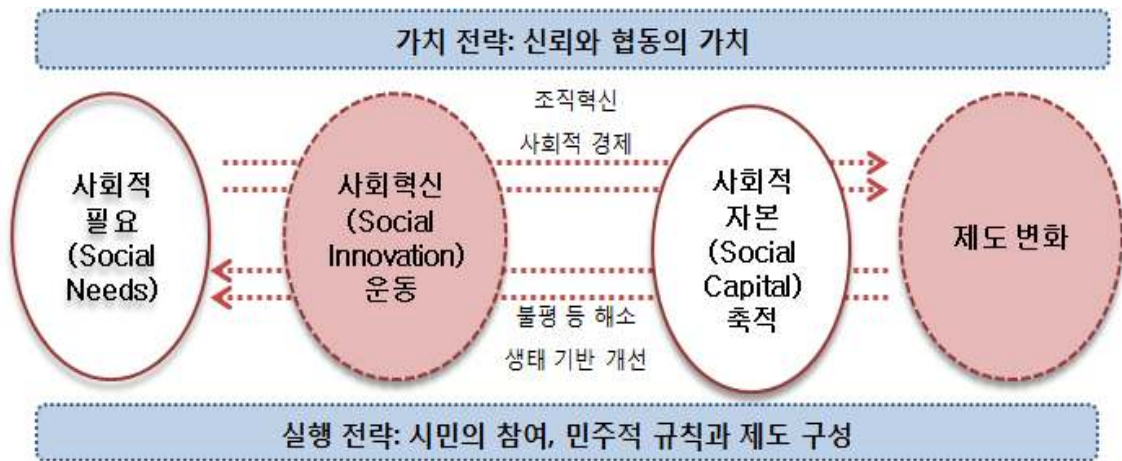 가치 전략: 신뢰와 협동의 가치
조직혁신
사회적 경제
사회적
필요
(Social
Needs)
사회혁신
(Social
Innovation)
운동
사회적
자본
(Social
Capital)
축적
제도 변화
불평 등 해소
생태 기반 개선
실행 전략: 시민의 참여, 민주적 규칙과 제도 구성